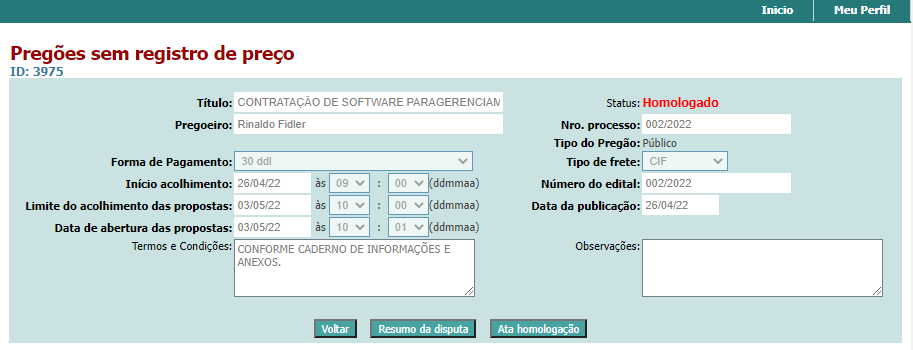 Início Meu Perfil
Pregões sem registro de preço
ID: 3975
Título: CONTRATAÇÃO DE SOFTWARE PARAGERENCIAM Status: Homologado
Pregoeiro: Rinaldo Fidler Nro. processo: 002/2022
Tipo do Pregão: Público
Forma de Pagamento: 30 ddl Tipo de frete: CIF
Início acolhimento: 26/04/22 às 09 : 00 (ddmmaa) Número do edital: 002/2022
Limite do acolhimento das propostas: 03/05/22 às 10 : 00 (ddmmaa) Data da publicação: 26/04/22
Data de abertura das propostas: 03/05/22 às 10 : 01 (ddmmaa)
Termos e Condições: CONFORME CADERNO DE INFORMAÇÕES E Observações:
ANEXOS.
Voltar Resumo da disputa Ata homologação